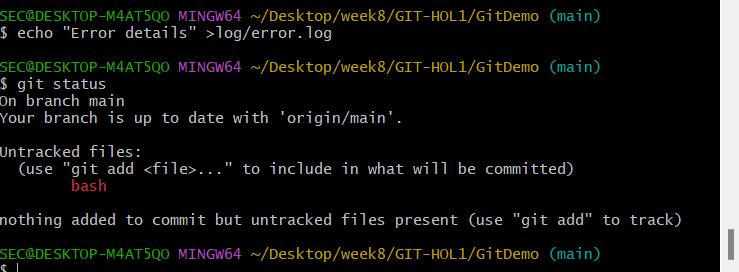 SEC@DESKTOP-M4AT5QO MINGW64 ~/Desktop/week8/GIT-HOL1/GitDemo (main)
$ echo "Error details" >log/error.log
SEC@DESKTOP-M4AT5QO MINGW64 ~/Desktop/week8/GIT-HOL1/GitDemo (main)
$ git status
On branch main
Your branch is up to date with 'origin/main'.
Untracked files:
(use "git add <file>..." to include in what will be committed)
bash
nothing added to commit but untracked files present (use "git add" to track)
SEC@DESKTOP-M4AT5QO MINGW64 ~/Desktop/week8/GIT-HOL1/GitDemo (main)
$